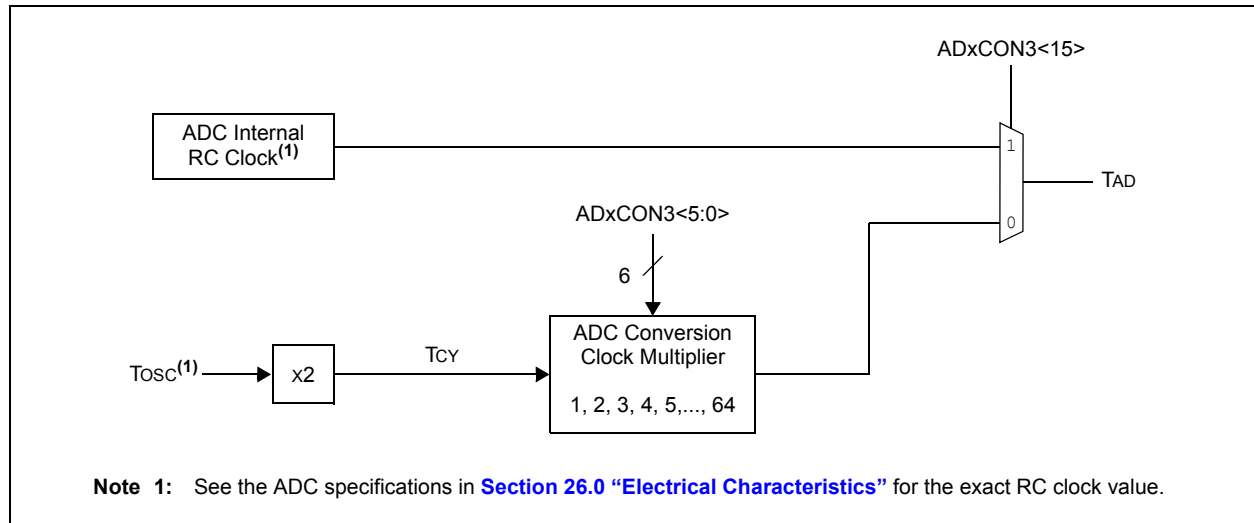 ADxCON3<15>
ADC Internal
RC Clock(1)
1
TAD
ADxCON3<5:0>
0
6
ADC Conversion
Clock Multiplier
TOSC(1)
X2
TCY
1, 2, 3, 4, 5,..., 64
Note 1: See the ADC specifications in Section 26.0 “Electrical Characteristics” for the exact RC clock value.